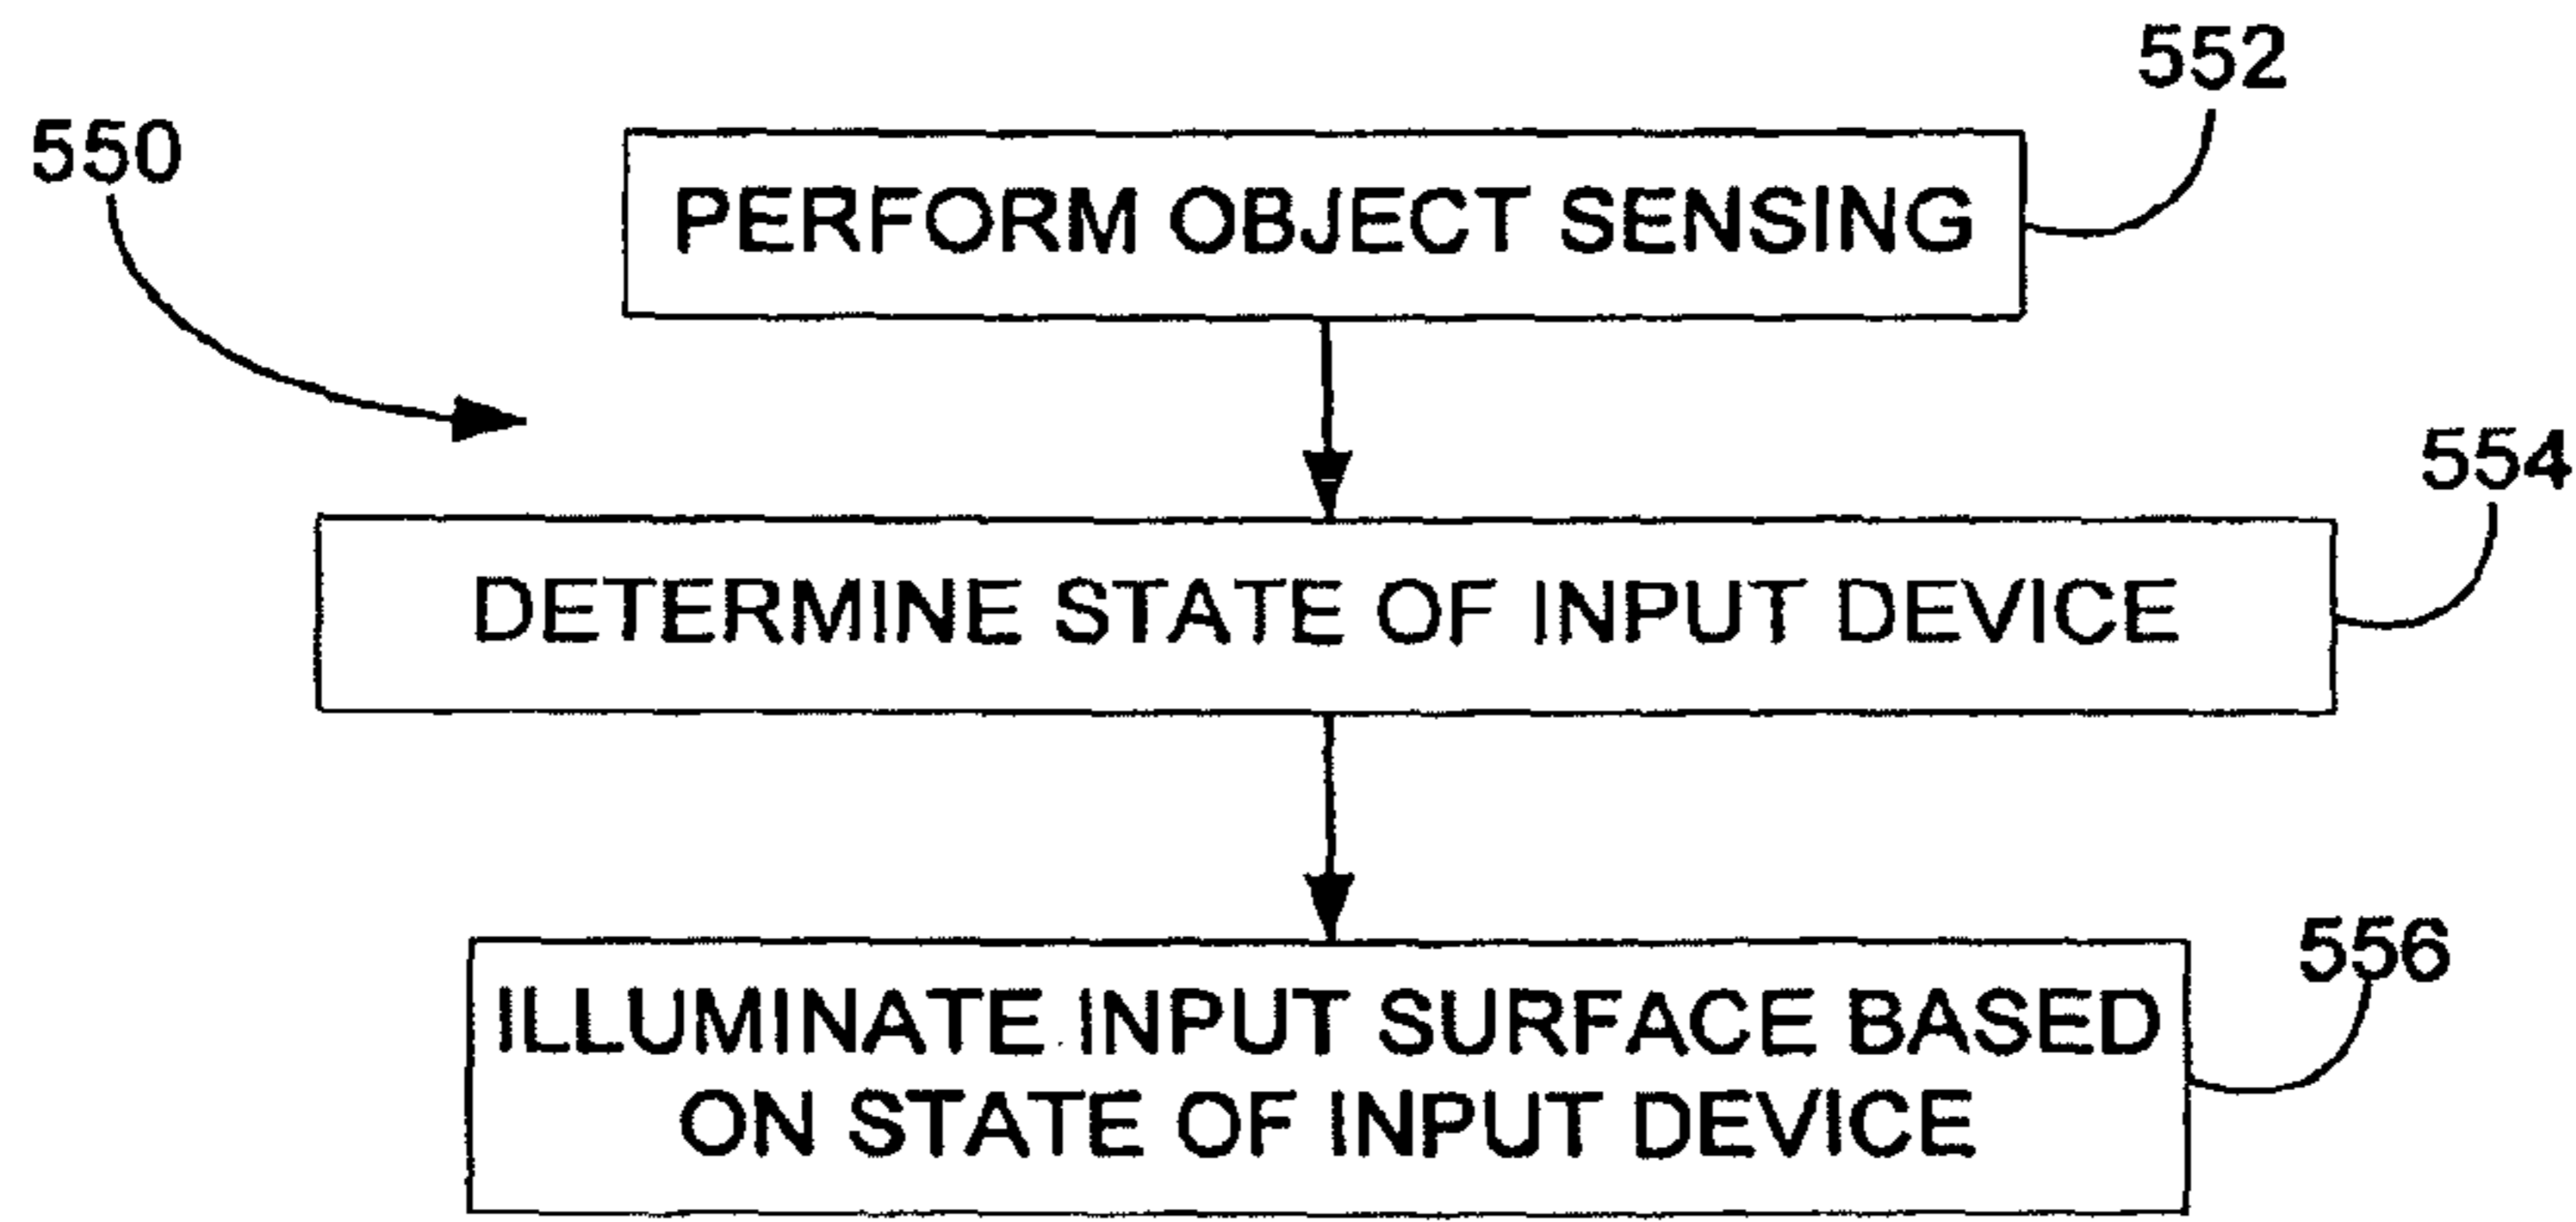 552
550
PERFORM OBJECT SENSING
554
DETERMINE STATE OF INPUT DEVICE
556
ILLUMINATE INPUT SURFACE BASED
ON STATE OF INPUT DEVICE